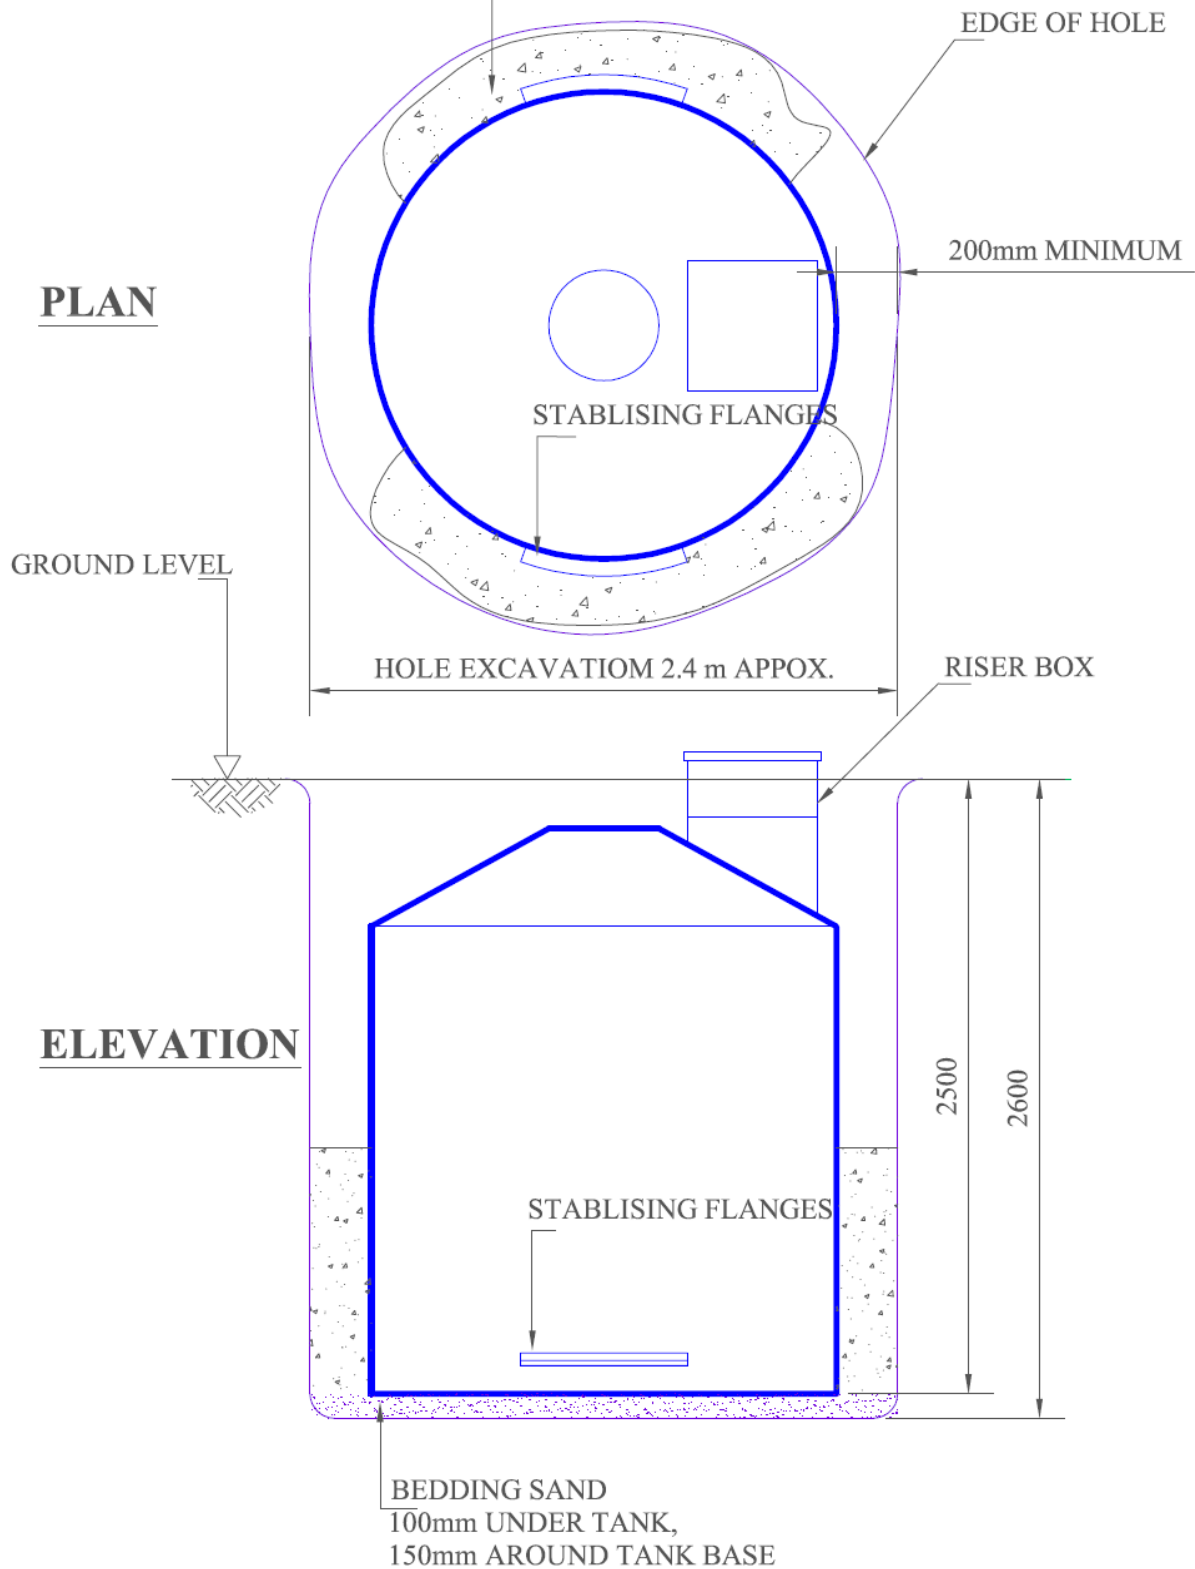 EDGE OF HOLE
200mm MINIMUM
PLAN
STABLISING FLANGES
GROUND LEVEL
HOLE EXCAVATIOM 2.4 m APPOX.
RISER BOX
ELEVATION
2500
2600
STABLISING FLANGES
BEDDING SAND
100mm UNDER TANK,
150mm AROUND TANK BASE